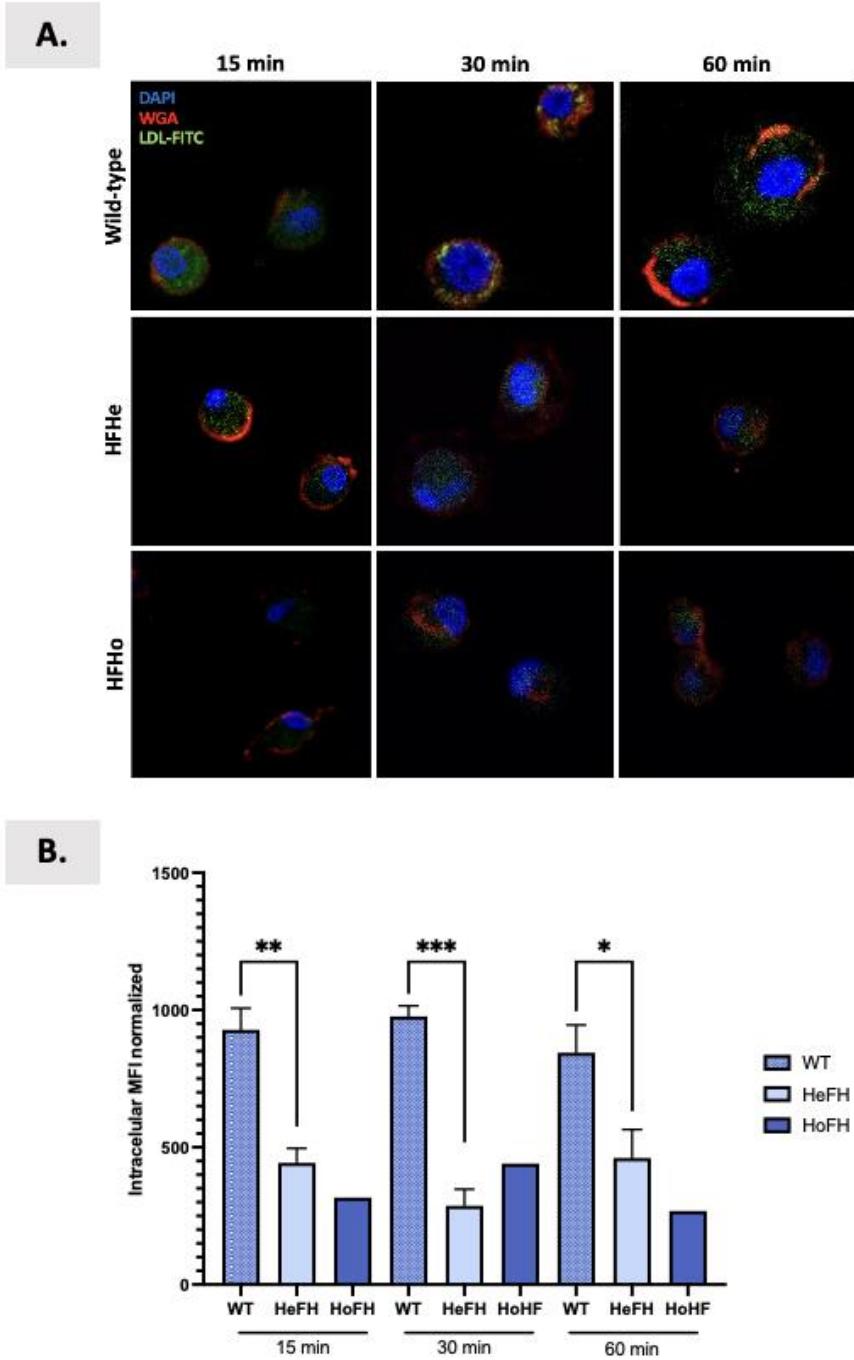 A.
15 min 30 min 60 min
DAPI
WGA
LDL-FITC
Wild-type
HFHe
HFHo
B.
Intracelular MFI normalized
1500
1000
500
0
** *** *
WT
HeFH
HoFH
WT HeFH HoFH WT HeFH HoHF WT HeFH HoHF
15 min 30 min 60 min